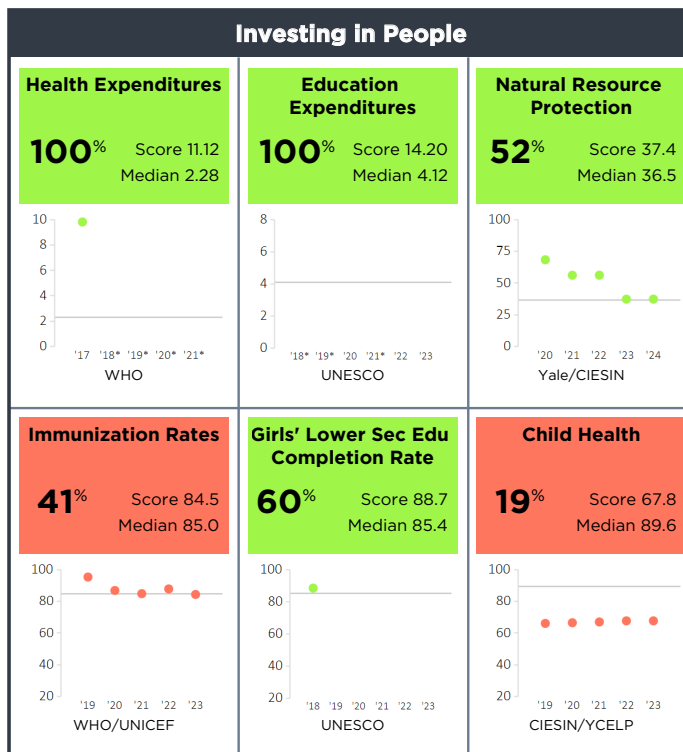 Investing in People
Health Expenditures
100%
Score 11.12
Median 2.28
10
8
6
4
2
0
'17 '18* '19* '20* '21*
WHO
Education
Expenditures
100%
Score 14.20
Median 4.12
8
6
4
2
0
'18* '19* '20 '21* '22 '23
UNESCO
Natural Resource
Protection
52%
Score 37.4
Median 36.5
100
75
50
25
0
'20 '21 '22 '23 '24
Yale/CIESIN
Immunization Rates
41%
Score 84.5
Median 85.0
100
80
60
40
20
'19 '20 '21 '22 '23
WHO/UNICEF
Girls' Lower Sec Edu
Completion Rate
60%
Score 88.7
Median 85.4
100
80
60
40
20
'18 '19 '20 '21 '22 '23
UNESCO
Child Health
19%
Score 67.8
Median 89.6
100
80
60
40
20
'19 '20 '21 '22 '23
CIESIN/YCELP